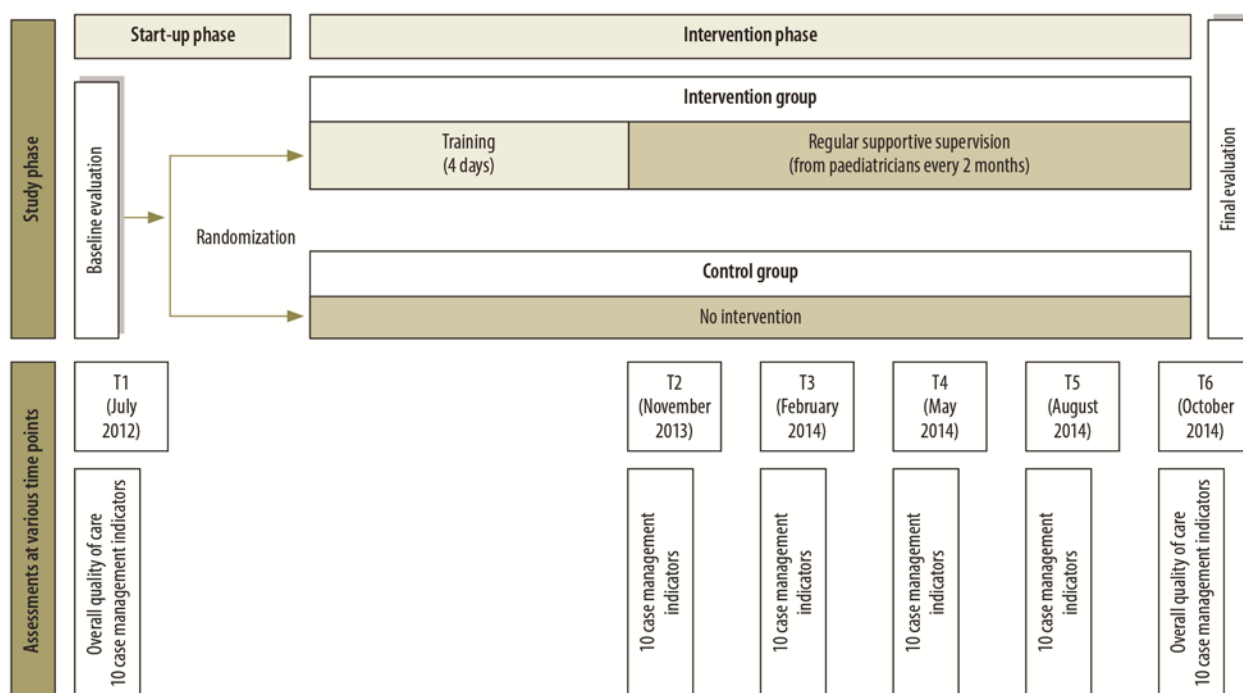 Study phase
Start-up phase
Intervention phase
Baseline evaluation
Randomization
Intervention group
Training
(4 days)
Regular supportive supervision
(from paediatricians every 2 months)
Control group
No intervention
Final evaluation
Assessments at various time points
T1
(July
2012)
T2
(November
2013)
T3
(February
2014)
T4
(May
2014)
T5
(August
2014)
T6
(October
2014)
Overall quality of care
10 case management indicators
10 case management
indicators
10 case management
indicators
10 case management
indicators
10 case management
indicators
Overall quality of care
10 case management indicators